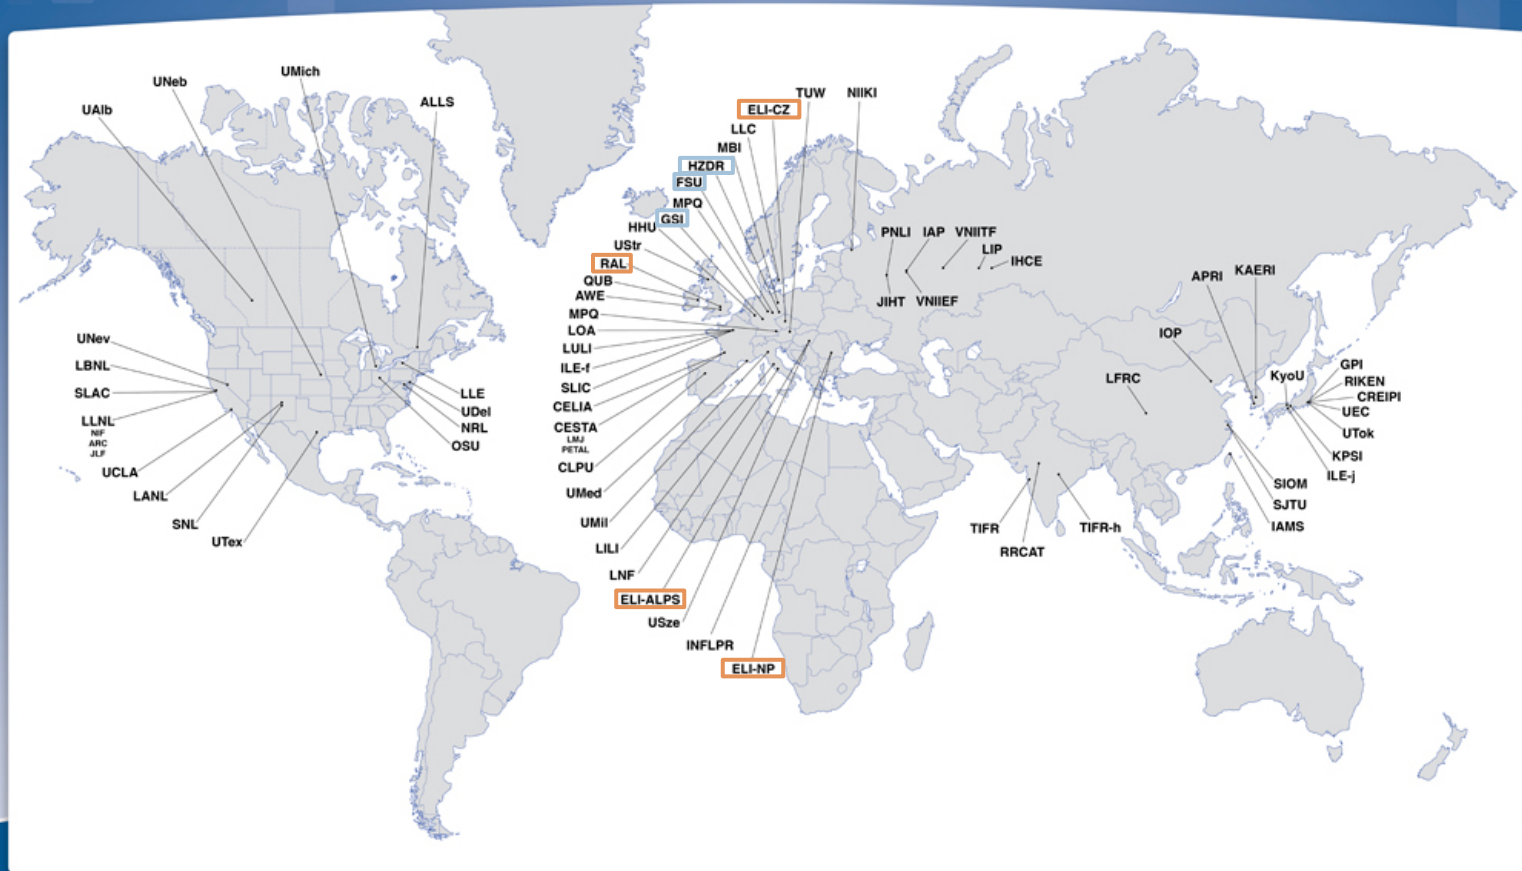 UAlb
UNeb
UMich
ALLS
UNev
LBNL
SLAC
LLNL
NIF
ARC
JLF
UCLA
LANL
SNL
UTex
LLE
UDel
NRL
OSU
TUW
NIIKI
ELI-CZ
LLC
MBI
HZDR
FSU
MPQ
GSI
HHU
UStr
RAL
QUB
AWE
MPQ
LOA
LULI
ILE-f
SLIC
CELIA
CESTA
LMJ
PETAL
CLPU
UMed
UMil
LILI
LNF
ELI-ALPS
USze
INFLPR
ELI-NP
PNLI
IAP
VNIITF
LIP
IHCE
JIHT
VNIIEF
APRI
KAERI
IOP
LFRC
KyoU
GPI
RIKEN
CREIPI
UEC
UTok
KPSI
ILE-j
SIOM
SJTU
IAMS
TIFR
RRCAT
TIFR-h